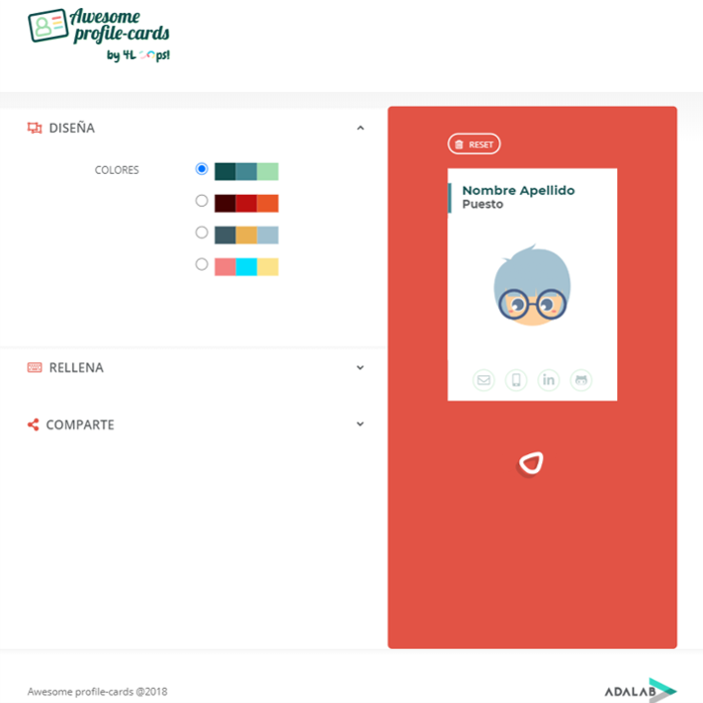 Awesome
profile-cards
by 4L ps!
DISEÑA
COLORES
RESET
Nombre Apellido
Puesto
in
RELLENA
COMPARTE
Awesome profile-cards @2018
ADALAB